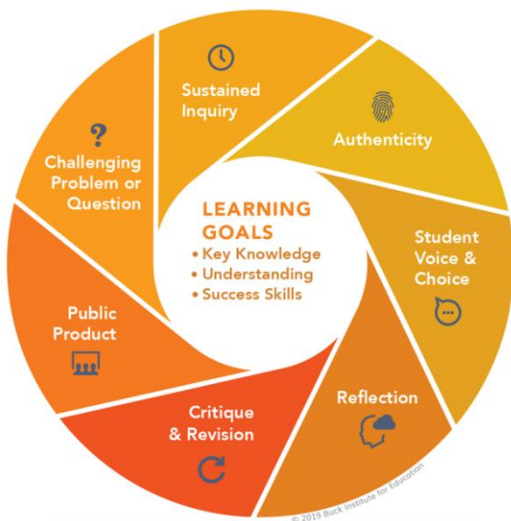 Sustained
Inquiry
Authenticity
?
Challenging
Problem or
Question
LEARNING
GOALS
• Key Knowledge
• Understanding
• Success Skills
Student
Voice &
Choice
Public
Product
Critique
& Revision
Reflection
© 2019 Buck Institute for Education